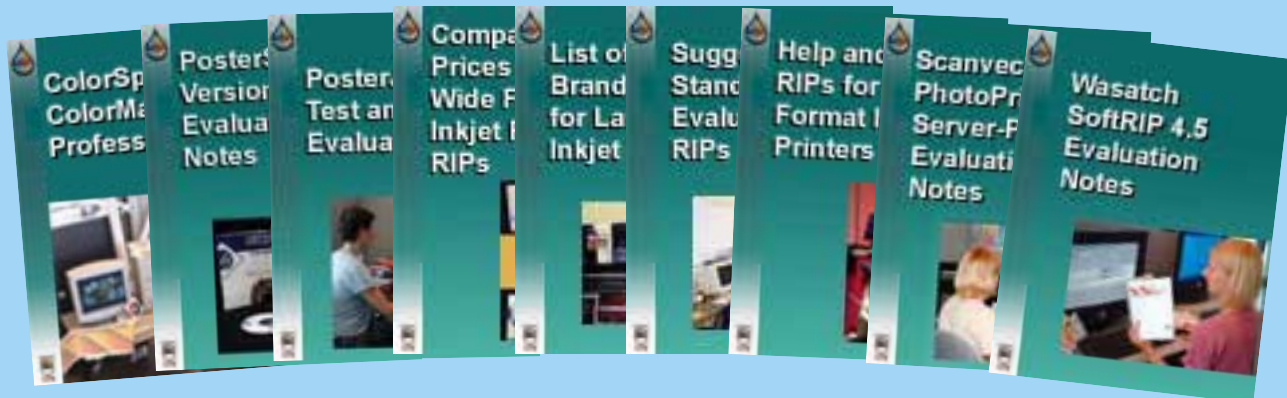 ColorSp
ColorMa
Profess
PosterS
Version
Evalua
Notes
Poster
Test an
Evalua
Compa
Prices
Wide F
Inkjet
RIPs
List of
Brand
for La
Inkjet
Sugg
Stand
Evalu
RIPs
Help and
RIPs for
Format
Printers
Scanvec
PhotoPr
Server-P
Evaluati
Notes
Wasatch
SoftRIP 4.5
Evaluation
Notes